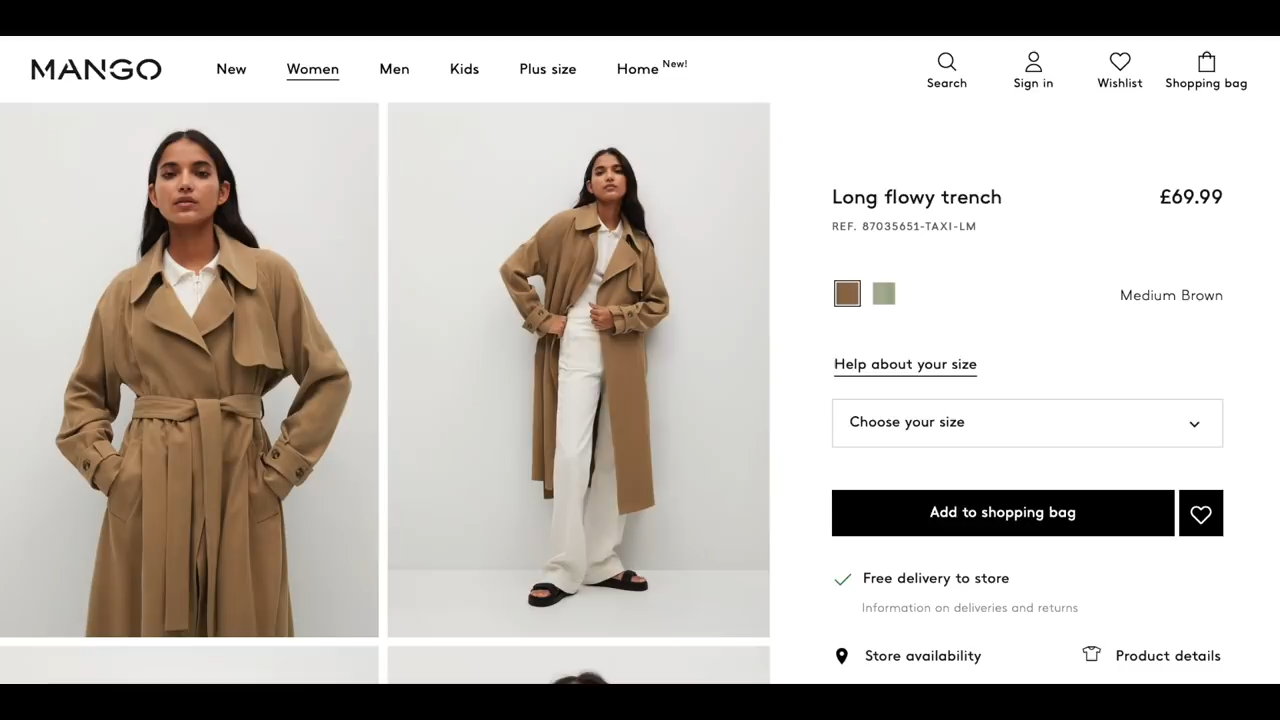 MANGO
New
Women
Men
Kids
Plus size
Home New!
Search
Sign in
Wishlist
Shopping bag
Long flowy trench
£69.99
REF. 87035651-TAXI-LM
Medium Brown
Help about your size
Choose your size
Add to shopping bag
Free delivery to store
Information on deliveries and returns
Store availability
Product details